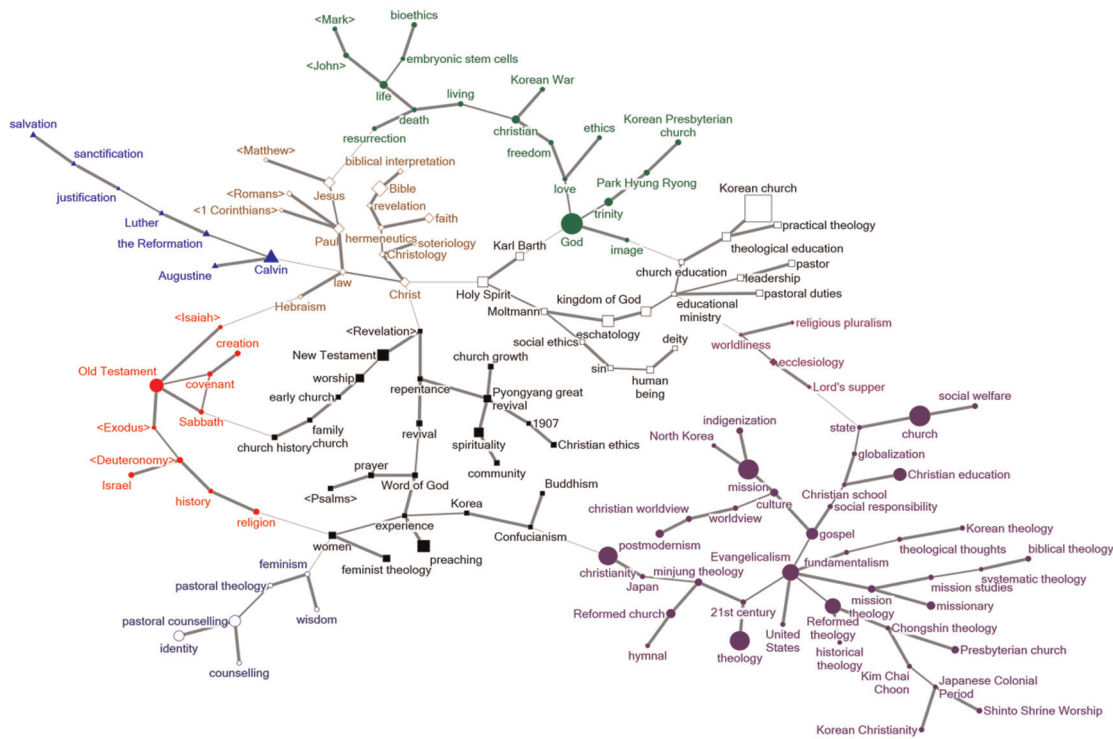 <Mark>
bioethics
<John>
embryonic stem cells
life
living
Korean War
death
salvation
resurrection
christian
ethics
Korean Presbyterian
church
sanctification
<Matthew>
biblical interpretation
freedom
justification
Jesus
Bible
love
Park Hyung Ryong
Korean church
<Romans>
revelation
trinity
Luther
<1 Corinthians>
faith
God
practical theology
the Reformation
Paul
hermeneutics
soteriology
Karl Barth
image
theological education
Christology
Augustine
Calvin
law
Christ
Holy Spirit
church education
pastor
leadership
Hebraism
kingdom of God
Moltmann
educational
ministry
pastoral duties
<Isaiah>
<Revelation>
eschatology
religious pluralism
creation
New Testament
social ethics
deity
worldliness
Old Testament
covenant
worship
church growth
sin
human
being
ecclesiology
repentance
Pyongyang great
revival
Lord's supper
early church
Sabbath
family
church
1907
social welfare
<Exodus>
church history
revival
spirituality
Christian ethics
indigenization
state
church
North Korea
globalization
<Deuteronomy>
prayer
community
Christian education
Israel
Word of God
mission
Christian school
history
<Psalms>
Korea
Buddhism
culture
social responsibility
christian worldview
worldview
religion
experience
Confucianism
gospel
Korean theology
women
preaching
postmodernism
Evangelicalism
fundamentalism
theological thoughts
biblical theology
feminism
feminist theology
christianity
minjung theology
systematic theology
pastoral theology
Japan
mission studies
mission
theology
missionary
wisdom
Reformed church
21st century
United
States
Reformed
theology
Chongshin theology
pastoral counselling
identity
hymnal
theology
historical
theology
Presbyterian church
counselling
Kim Chai
Choon
Japanese Colonial
Period
Shinto Shrine Worship
Korean Christianity